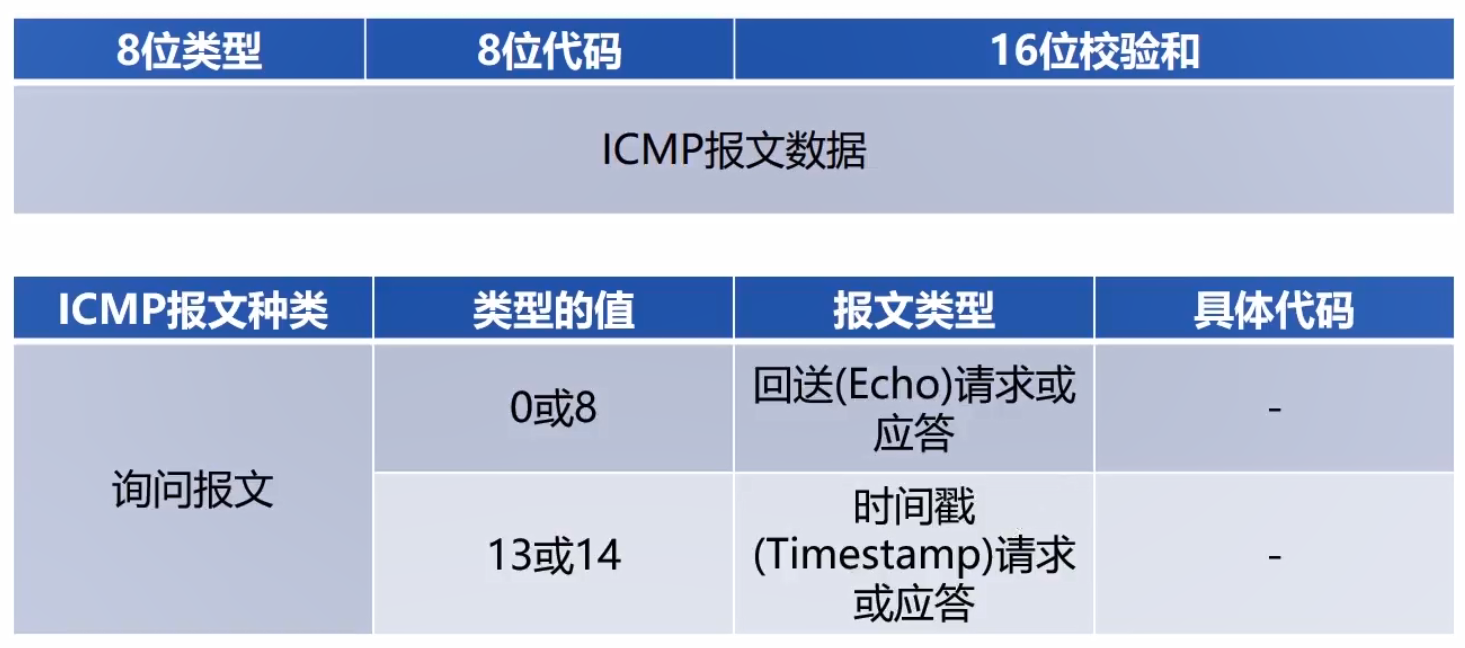 8位类型
8位代码
16位校验和
ICMP报文数据
ICMP报文种类
类型的值
报文类型
具体代码
询问报文
0或8
回送(Echo)请求或
应答
-
13或14
时间戳
(Timestamp)请求
或应答
-